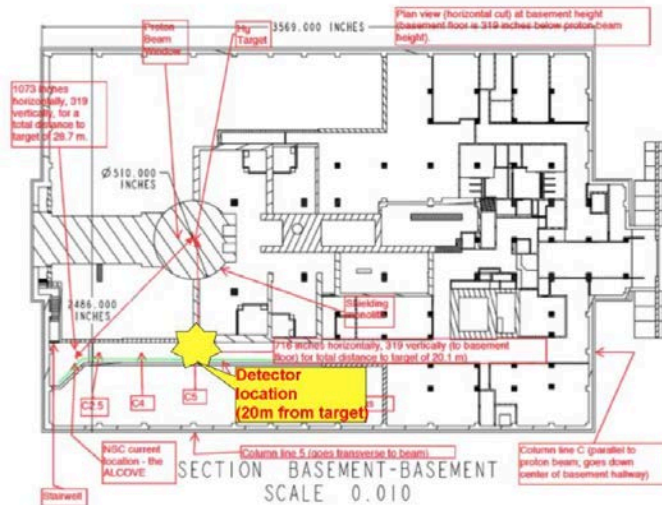 Proton
Beam
Window
Hg
Target
3569.000 INCHES
Plan view (horizontal cut) at basement height
(basement floor is 319 inches below proton beam
height).
1073 inches
horizontally, 319
vertically, for a
total distance to
target of 28.7 m.
Ø510.000
INCHES
2486.000
INCHES
Shielding
monolith
716 inches horizontally, 319 vertically (to basement
floor) for total distance to target of 20.1 m)
Detector
location
(20m from target)
C2.5
C4
C5
NSC current
location - the
ALCOVE
Stairwell
Column line 5 (goes transverse to beam)
Column line C (parallel to
proton beam, goes down
center of basement hallway)
SECTION BASEMENT-BASEMENT
SCALE 0.010